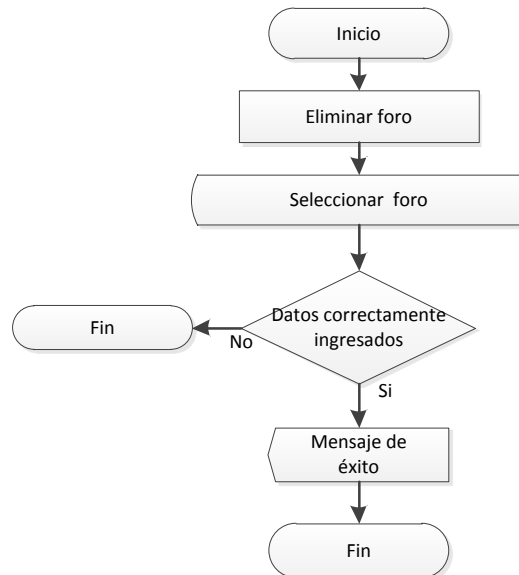 Inicio
Eliminar foro
Seleccionar foro
Datos correctamente
ingresados
Fin
No
Si
Mensaje de
éxito
Fin